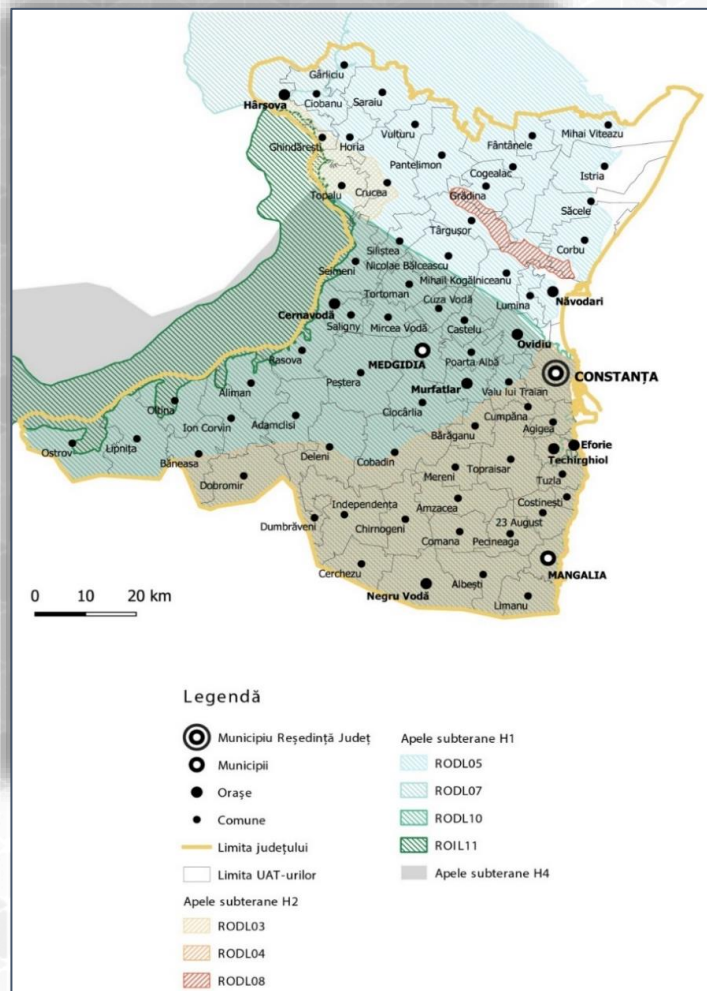 Gârliciu
Hârșova
Ciobanu
Saraiu
Ghindărești
Horia
Vulturu
Pantelimon
Fântânele
Mihai Viteazu
Cogealac
Istria
Topalu
Crucea
Grădina
Săcele
Târgușor
Corbu
Siliștea
Seimeni
Nicolae Bălcescu
Mihail Kogălniceanu
Tortoman
Cernavodă
Saligny
Mircea Vodă
Cuza Vodă
Castelu
Lumina
Năvodari
Ovidiu
Rasova
MEDGIDIA
Poarta Albă
Peștera
Murfatlar
Valu lui Traian
CONSTANȚA
Aliman
Oltina
Ciocârlia
Cumpăna
Ion Corvin
Adamclisi
Bărăganu
Agigea
Ostrov
Lipnița
Băneasa
Deleni
Cobadin
Eforie
Techirghiol
Topraisar
Mereni
Dobromir
Tuzla
Costinești
Independența
Amzacea
Dumbrăveni
Chirnogeni
23 August
Comana
Pecineaga
Cerchezu
MANGALIA
Negru Vodă
Albești
Limanu
0 10 20 km
Legendă
Municipiu Reședință Județ
Municipii
Orașe
Comune
Limita județului
Limita UAT-urilor
Apele subterane H2
RODL03
RODL04
RODL08
Apele subterane H1
RODL05
RODL07
RODL10
ROIL11
Apele subterane H4